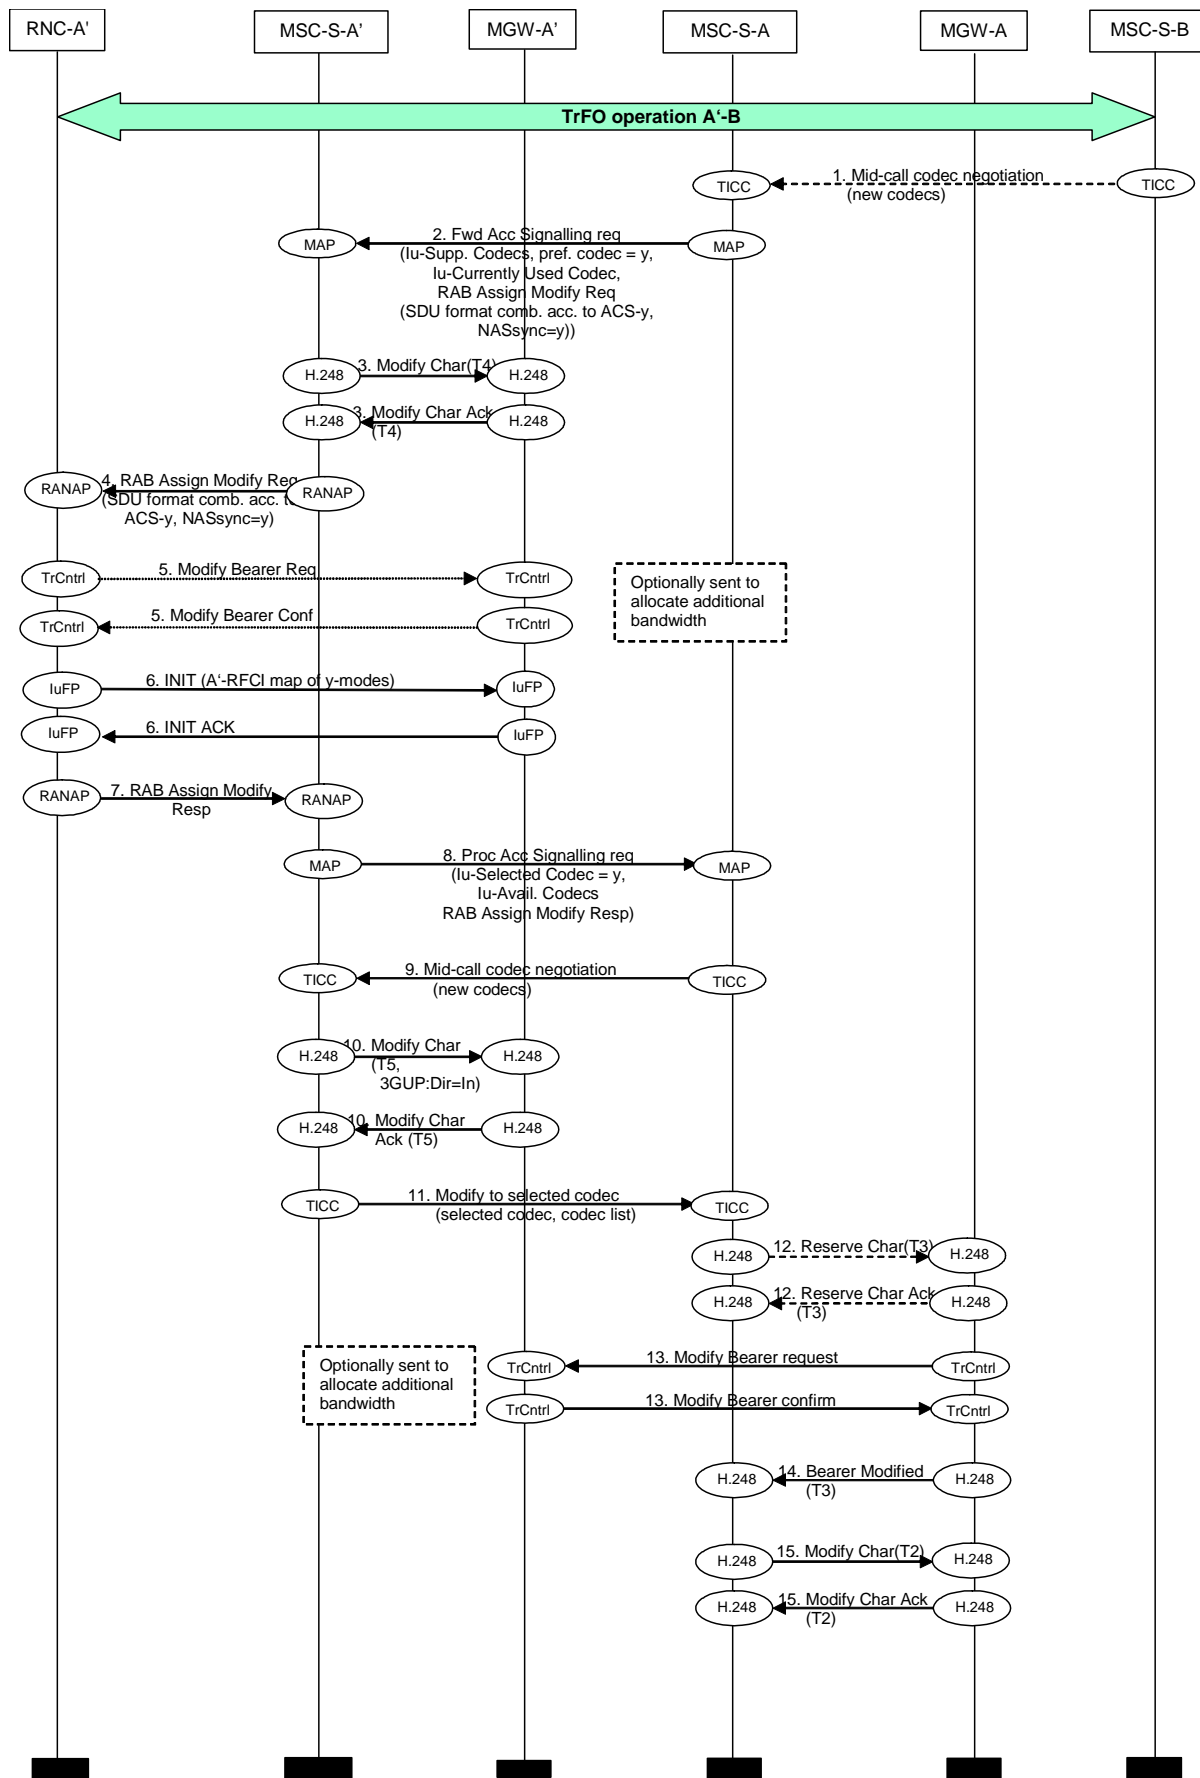 RNC-A'
MSC-S-A’
MGW-A’
MSC-S-A
MGW-A
MSC-S-B
TrFO operation A‘-B
1. Mid-call codec negotiation
(new codecs)
TICC
TICC
2. Fwd Acc Signalling req
(Iu-Supp. Codecs, pref. codec = y,
Iu-Currently Used Codec,
RAB Assign Modify Req
(SDU format comb. acc. to ACS-y,
NASsync=y))
MAP
MAP
H.248
3. Modify Char(T4)
H.248
H.248
3. Modify Char Ack
(T4)
H.248
RANAP
4. RAB Assign Modify Req
(SDU format comb. acc. to
ACS-y, NASsync=y)
RANAP
TrCntrl
5. Modify Bearer Req
TrCntrl
Optionally sent to
allocate additional
bandwidth
TrCntrl
5. Modify Bearer Conf
TrCntrl
IuFP
6. INIT (A‘-RFCI map of y-modes)
IuFP
IuFP
6. INIT ACK
IuFP
RANAP
7. RAB Assign Modify
Resp
RANAP
MAP
8. Proc Acc Signalling req
(Iu-Selected Codec = y,
Iu-Avail. Codecs
RAB Assign Modify Resp)
MAP
TICC
9. Mid-call codec negotiation
(new codecs)
TICC
H.248
10. Modify Char
(T5,
3GUP:Dir=In)
H.248
H.248
10. Modify Char
Ack (T5)
H.248
TICC
11. Modify to selected codec
(selected codec, codec list)
TICC
H.248
12. Reserve Char(T3)
H.248
H.248
12. Reserve Char Ack
(T3)
H.248
Optionally sent to
allocate additional
bandwidth
TrCntrl
13. Modify Bearer request
TrCntrl
TrCntrl
13. Modify Bearer confirm
TrCntrl
H.248
14. Bearer Modified
(T3)
H.248
H.248
15. Modify Char(T2)
H.248
H.248
15. Modify Char Ack
(T2)
H.248